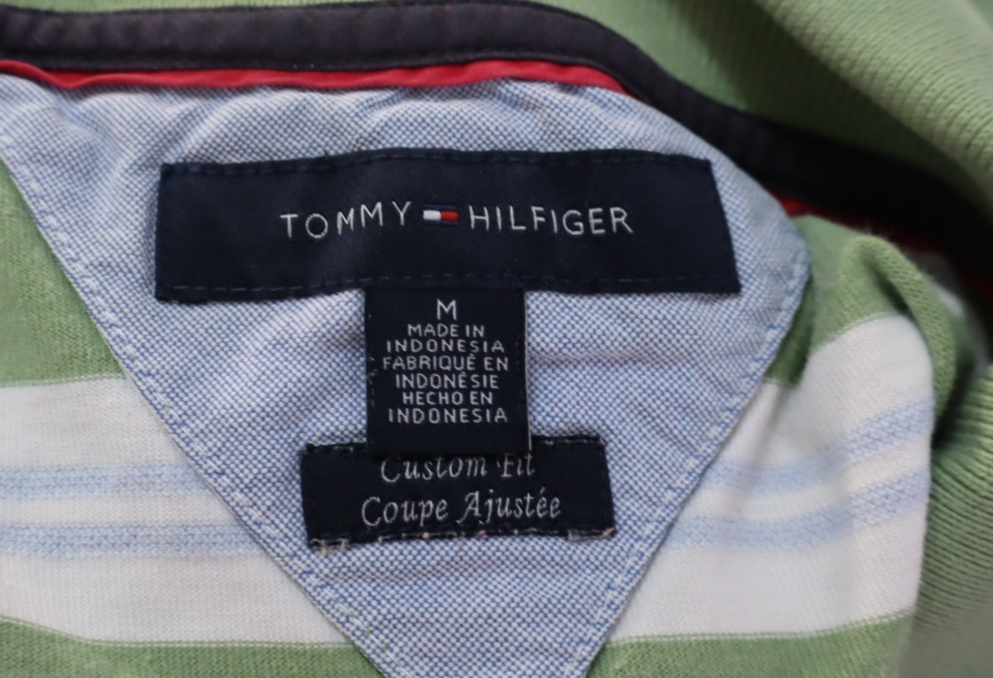 TOMMY HILFIGER
M
MADE IN
INDONESIA
FABRIQUÉ EN
INDONÉSIE
HECHO EN
INDONESIA
Custom Fit
Coupe Ajustée